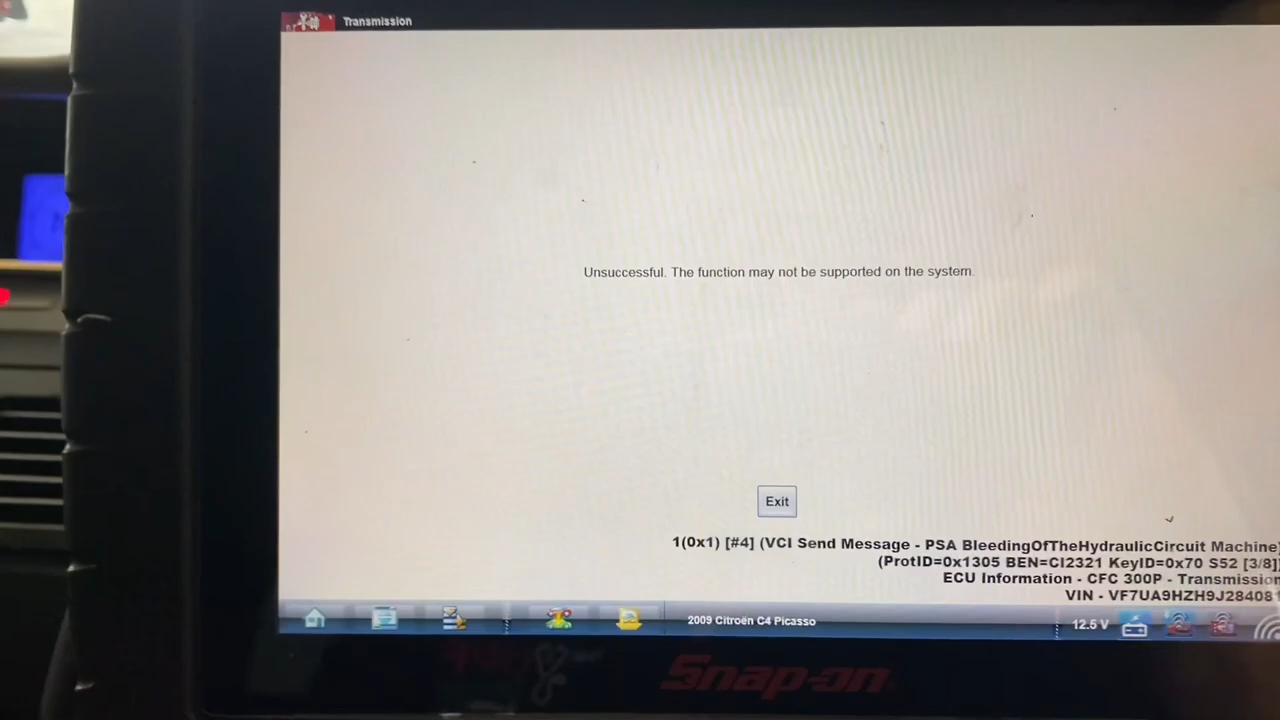 Transmission
Unsuccessful. The function may not be supported on the system.
Exit
1(0x1) [#4] (VCI Send Message - PSA BleedingOfTheHydraulicCircuit Machine)
(ProtID=0x1305 BEN=CI2321 KeyID=0x70 S52 [3/8])
ECU Information - CFC 300P - Transmission
VIN - VF7UA9HZH9J284081
2009 Citroën C4 Picasso
12.5 V
Snap-on